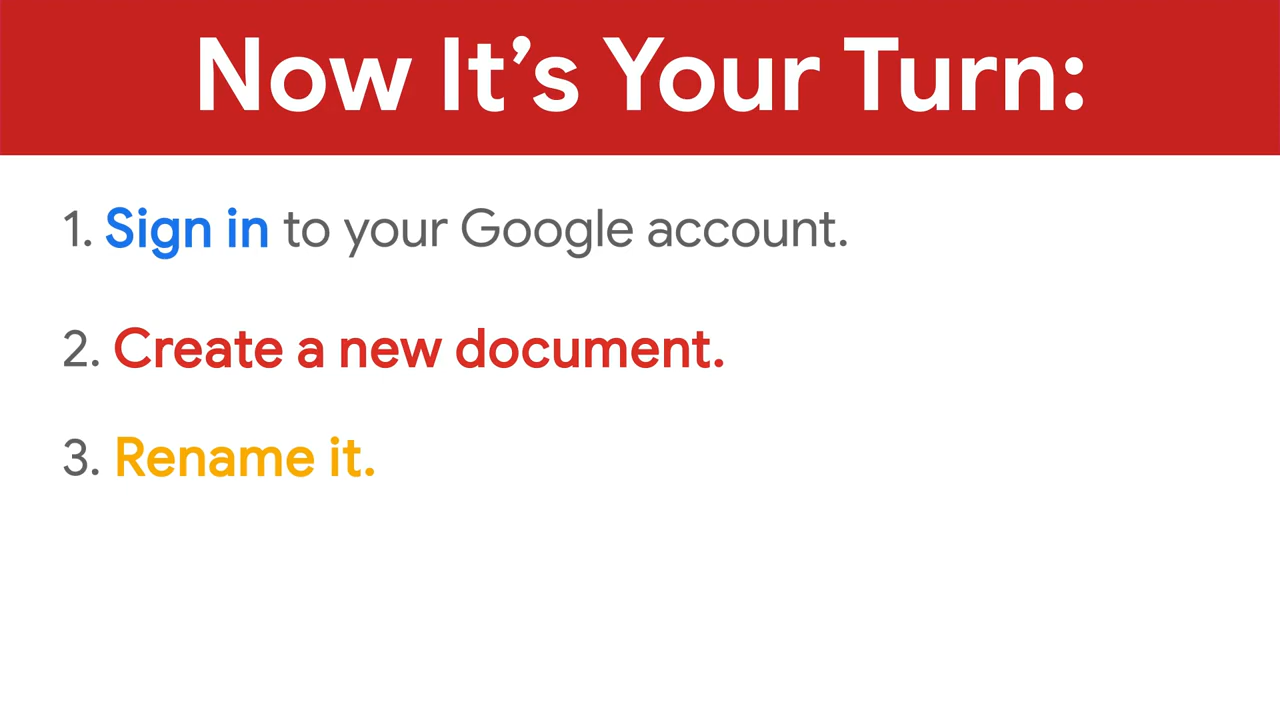 Now It’s Your Turn:
1. Sign in to your Google account.
2. Create a new document.
3. Rename it.